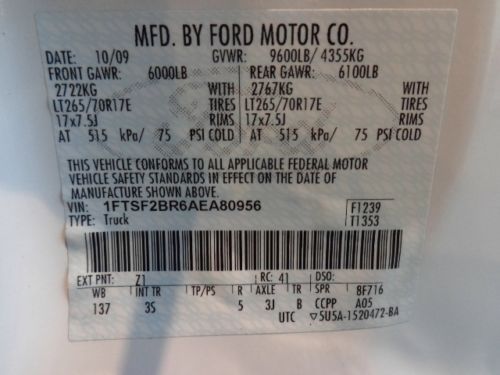 MFD. BY FORD MOTOR CO.
DATE: 10/09 GVWR: 9600LB/ 4355KG
FRONT GAWR: 6000LB REAR GAWR: 6100LB
2722KG WITH 2767KG WITH
LT265/70R17E TIRES LT265/70R17E TIRES
17x7.5J RIMS 17x7.5J RIMS
AT 515 kPa/ 75 PSI COLD AT 515 kPa/ 75 PSI COLD
THIS VEHICLE CONFORMS TO ALL APPLICABLE FEDERAL MOTOR
VEHICLE SAFETY STANDARDS IN EFFECT ON THE DATE OF
MANUFACTURE SHOWN ABOVE.
VIN: 1FTSF2BR6AEA80956 F1239
TYPE: Truck T1353
EXT PNT: Z1 RC: 41 DSO:
WB INT TR TP/PS R AXLE TR SPR 8F716
137 3S 5 3J B CCPP A05
UTC ▽5U5A-1520472-BA